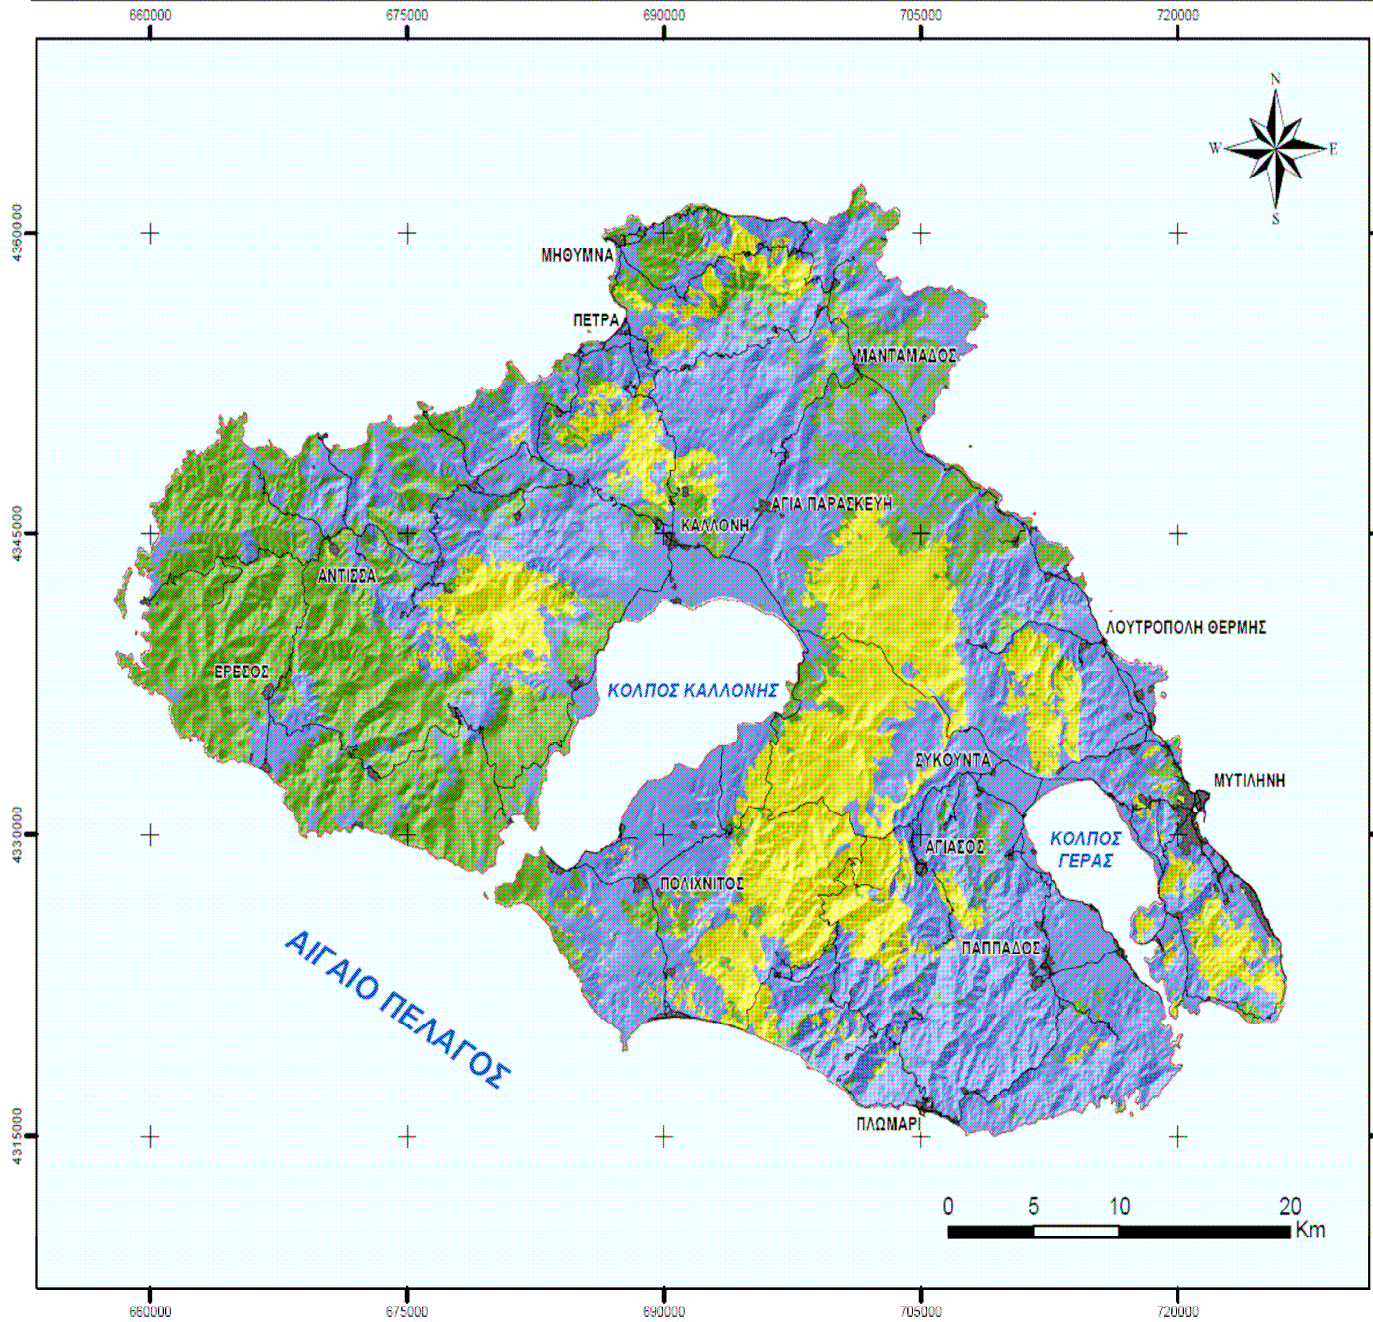 660000 675000 690000 705000 720000
N
W E
S
4360000
4345000
4330000
4315000
ΜΗΘΥΜΝΑ
ΠΕΤΡΑ
ΜΑΝΤΑΜΑΔΟΣ
ΑΓΙΑ ΠΑΡΑΣΚΕΥΗ
ΚΑΛΛΟΝΗ
ΑΝΤΙΣΣΑ
ΛΟΥΤΡΟΠΟΛΗ ΘΕΡΜΗΣ
ΕΡΕΣΟΣ
ΚΟΛΠΟΣ ΚΑΛΛΟΝΗΣ
ΣΥΚΟΥΝΤΑ
ΜΥΤΙΛΗΝΗ
ΚΟΛΠΟΣ
ΓΕΡΑΣ
ΑΓΙΑΣΟΣ
ΠΟΛΙΧΝΙΤΟΣ
ΠΑΠΠΑΔΟΣ
ΑΙΓΑΙΟ ΠΕΛΑΓΟΣ
ΠΛΩΜΑΡΙ
0 5 10 20
Km
660000 675000 690000 705000 720000